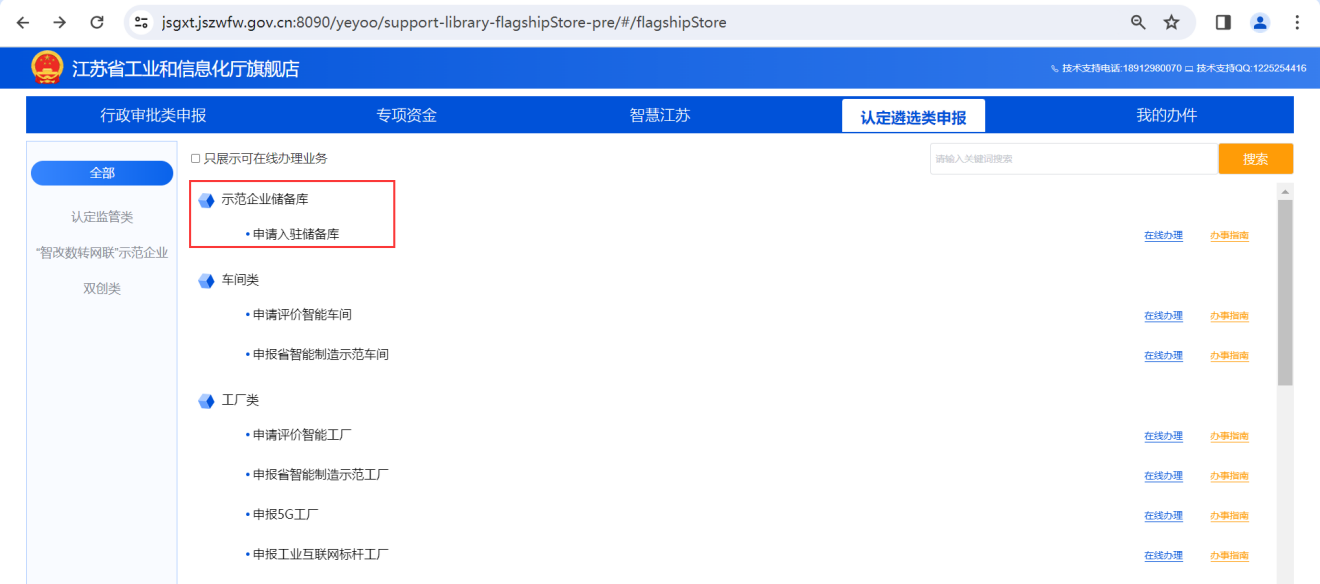 jsgxt.jszwfw.gov.cn:8090/yeyoo/support-library-flagshipStore-pre/#/flagshipStore
江苏省工业和信息化厅旗舰店
技术支持电话:18912980070 技术支持QQ:1225254416
行政审批类申报 专项资金 智慧江苏 认定遴选类申报 我的办件
全部
认定监管类
“智改数转网联”示范企业
双创类
只展示可在线办理业务
请输入关键词搜索 搜索
示范企业储备库
•申请入驻储备库 在线办理 办事指南
车间类
•申请评价智能车间 在线办理 办事指南
•申报省智能制造示范车间 在线办理 办事指南
工厂类
•申请评价智能工厂 在线办理 办事指南
•申报省智能制造示范工厂 在线办理 办事指南
•申报5G工厂 在线办理 办事指南
•申报工业互联网标杆工厂 在线办理 办事指南